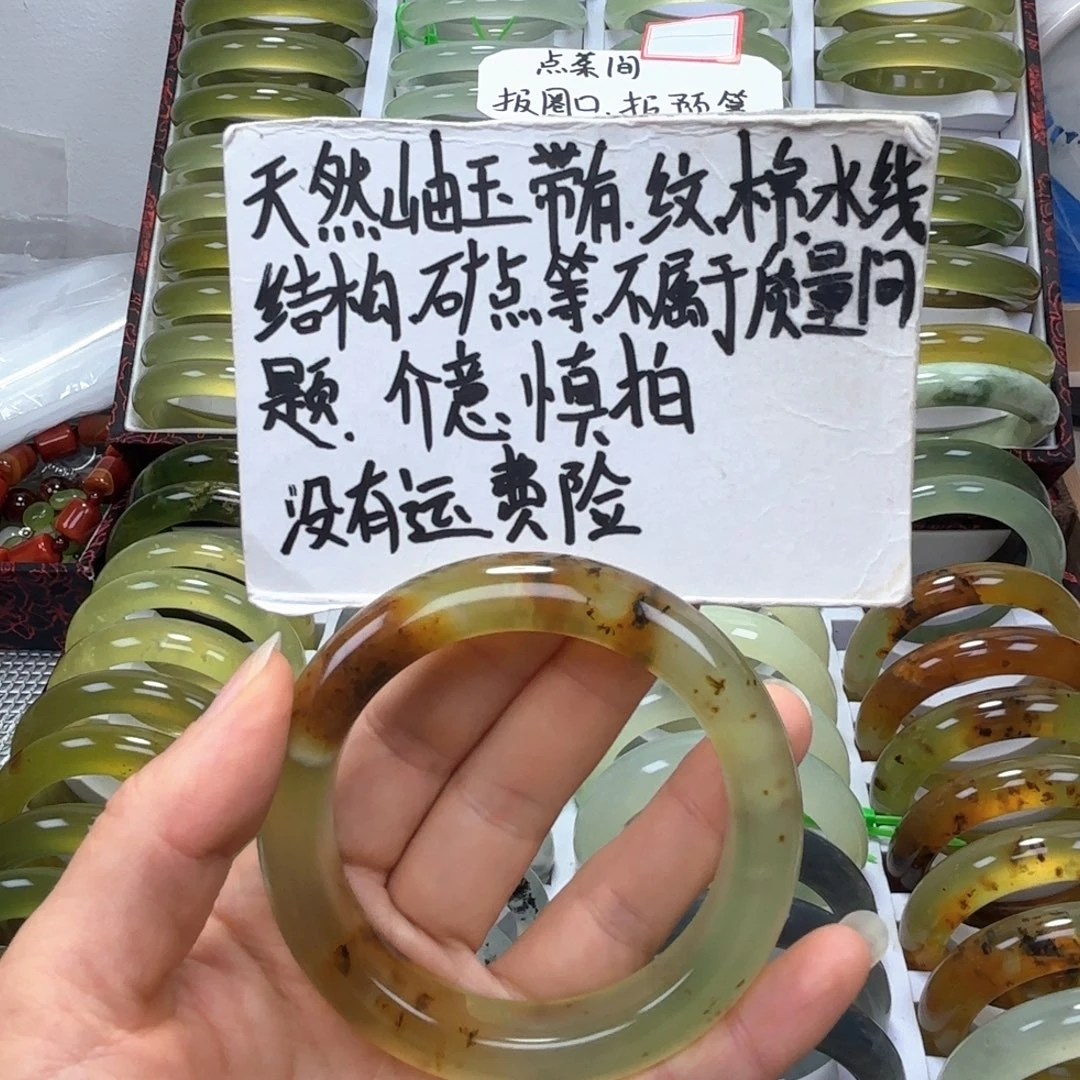 点菜间
报圈口.报预算
天然岫玉带有.纹,棉,水线
结构.矿点等.不属于质量问
题.介意.慎拍
没有运费险